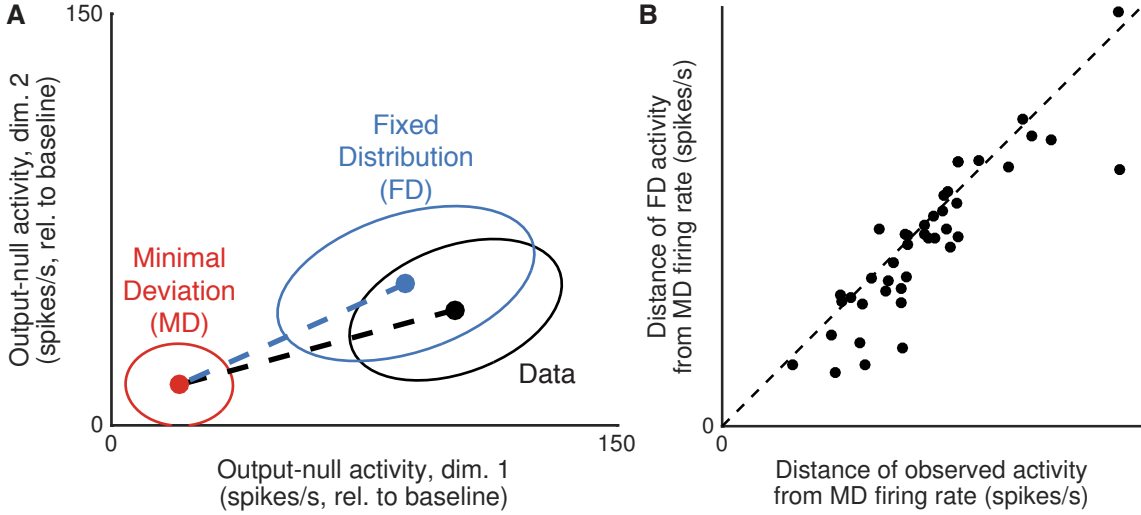 A
150
Output-null activity, dim. 2
(spikes/s, rel. to baseline)
Fixed
Distribution
(FD)
Minimal
Deviation
(MD)
Data
0
0
150
Output-null activity, dim. 1
(spikes/s, rel. to baseline)
B
Distance of FD activity
from MD firing rate (spikes/s)
0
0
Distance of observed activity
from MD firing rate (spikes/s)